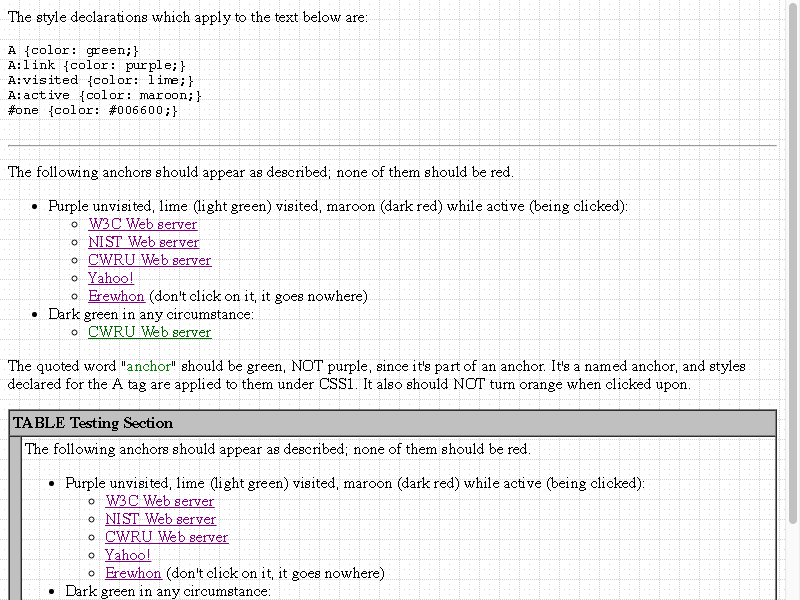 The style declarations which apply to the text below are:
A {color: green;}
A:link {color: purple;}
A:visited {color: lime;}
A:active {color: maroon;}
#one {color: #006600;}
The following anchors should appear as described; none of them should be red.
Purple unvisited, lime (light green) visited, maroon (dark red) while active (being clicked):
W3C Web server
NIST Web server
CWRU Web server
Yahoo!
Erewhon (don't click on it, it goes nowhere)
Dark green in any circumstance:
CWRU Web server
The quoted word "anchor" should be green, NOT purple, since it's part of an anchor. It's a named anchor, and styles
declared for the A tag are applied to them under CSS1. It also should NOT turn orange when clicked upon.
TABLE Testing Section
The following anchors should appear as described; none of them should be red.
Purple unvisited, lime (light green) visited, maroon (dark red) while active (being clicked):
W3C Web server
NIST Web server
CWRU Web server
Yahoo!
Erewhon (don't click on it, it goes nowhere)
Dark green in any circumstance: